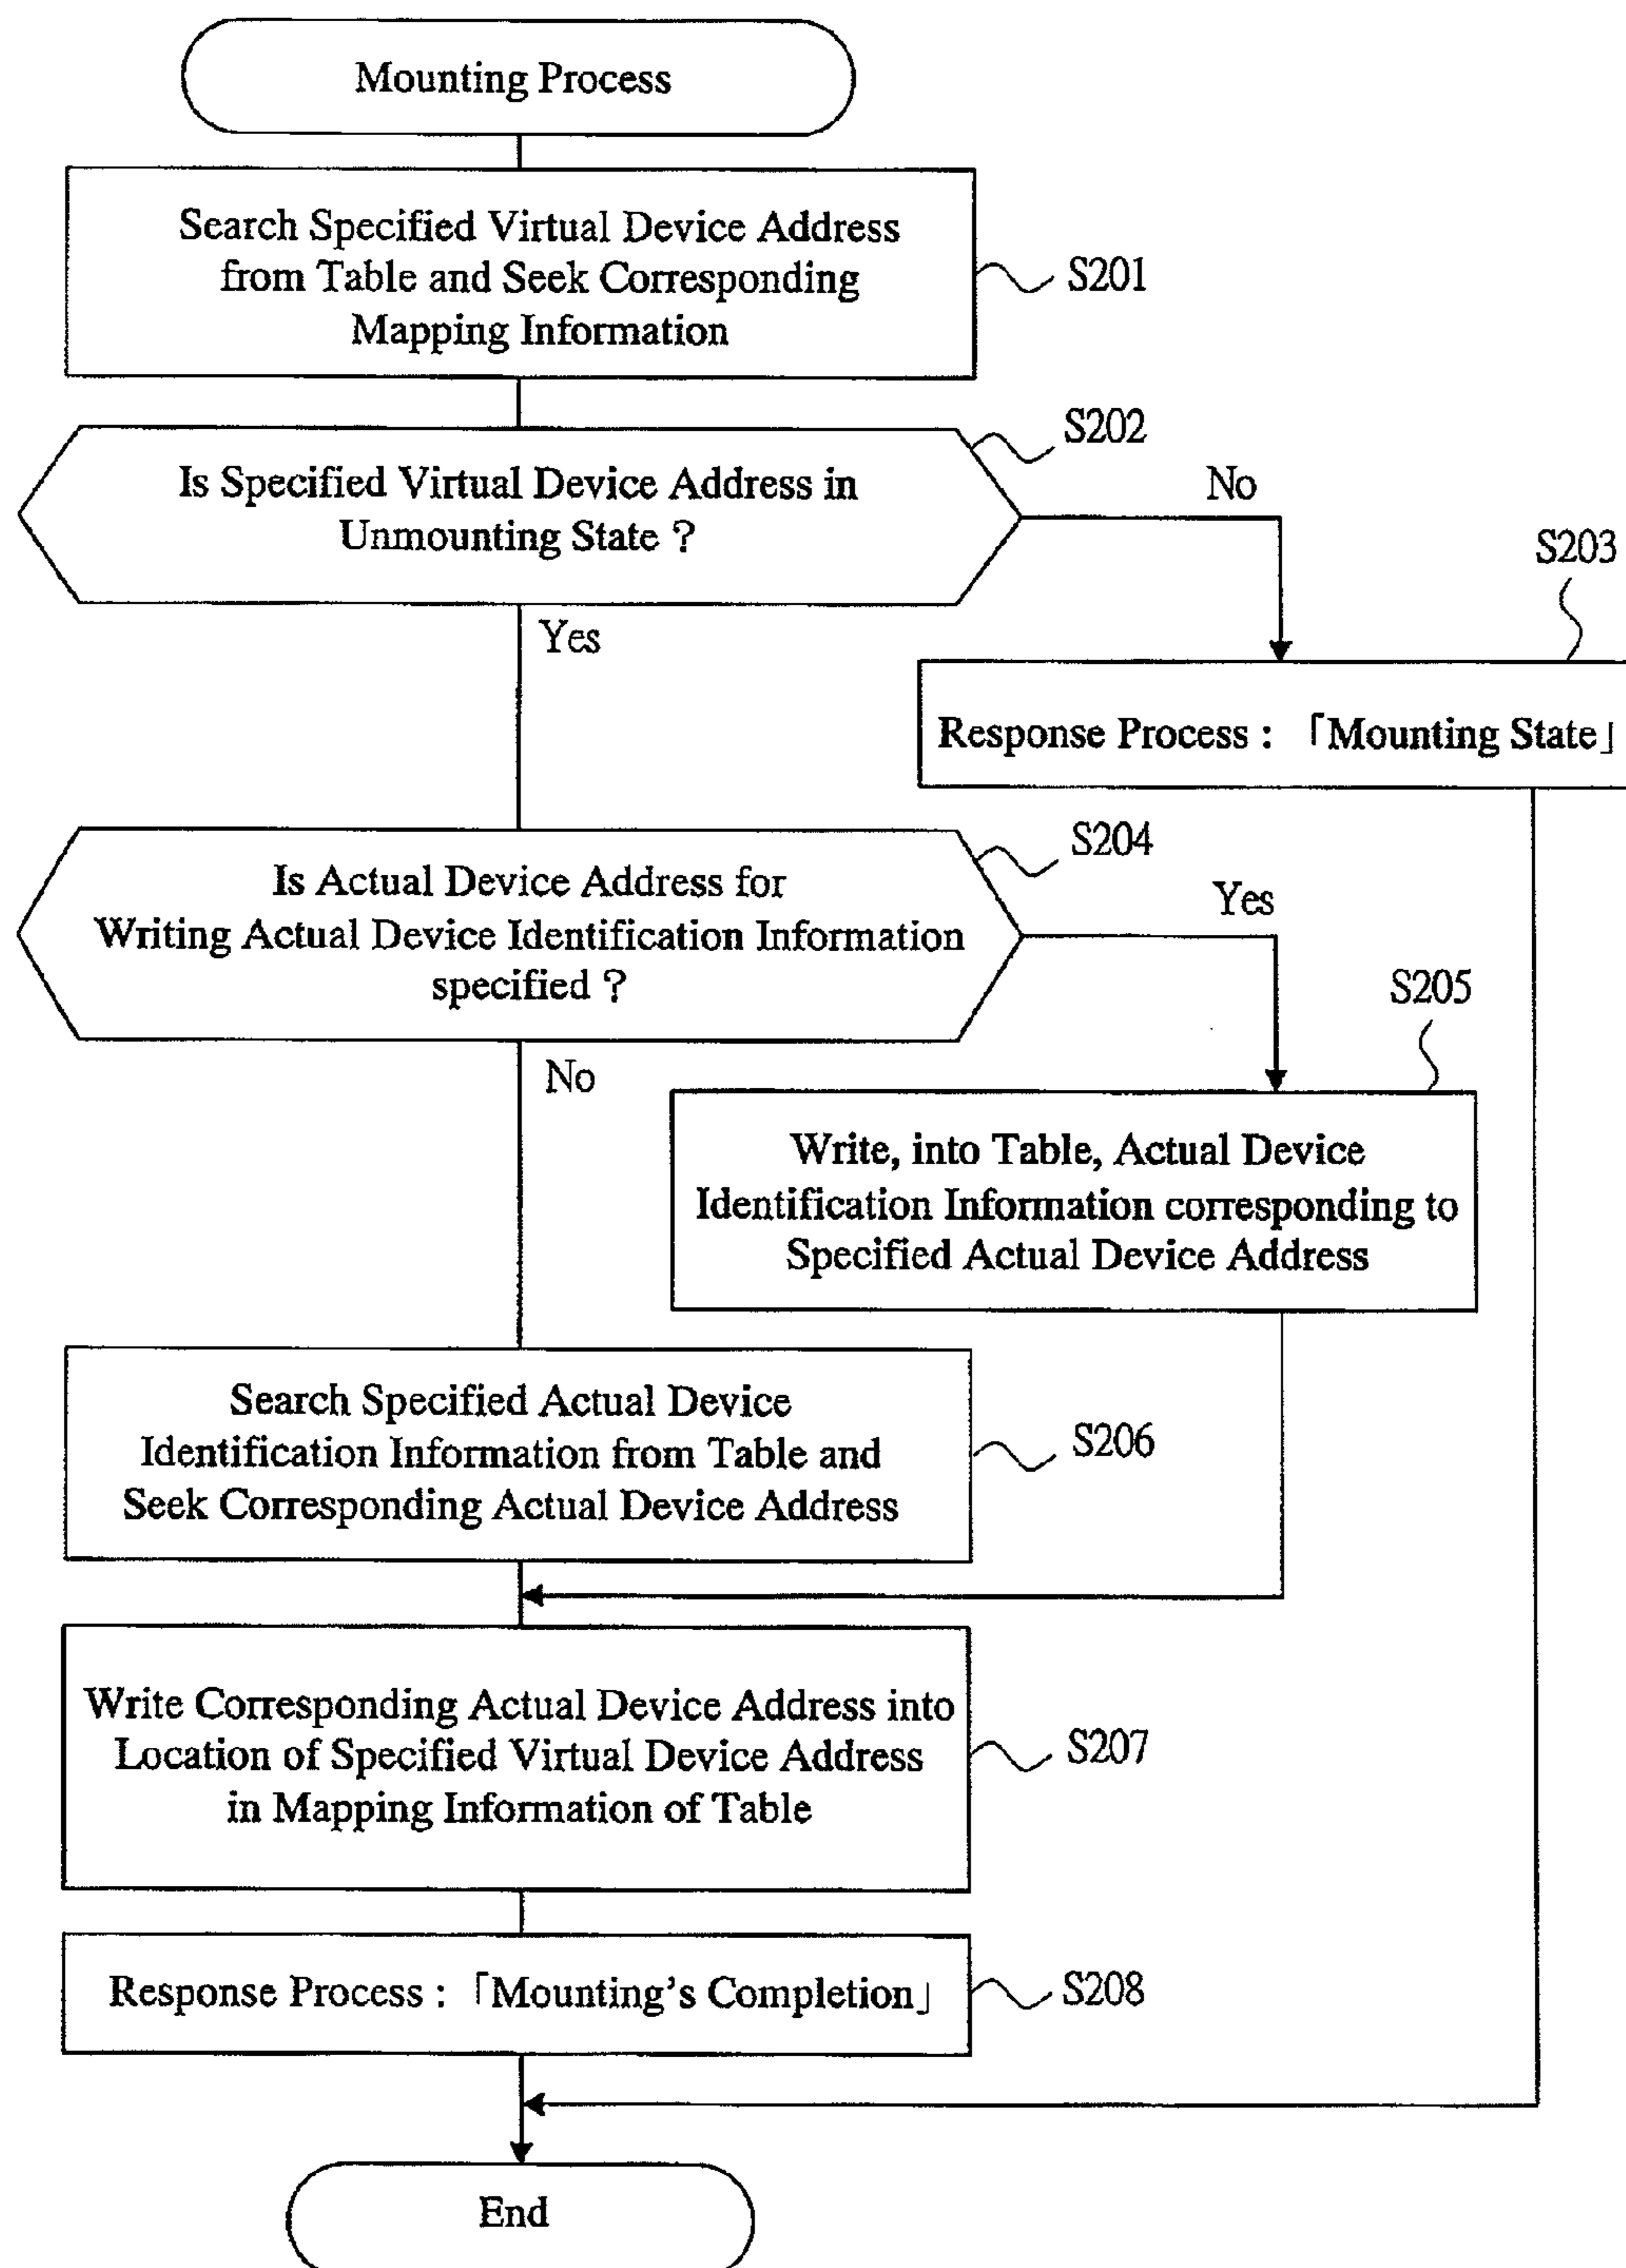 Mounting Process
Search Specified Virtual Device Address
from Table and Seek Corresponding
Mapping Information
S201
S202
Is Specified Virtual Device Address in
Unmounting State ?
No
Yes
S203
Response Process : 「Mounting State」
S204
Is Actual Device Address for
Writing Actual Device Identification Information
specified ?
Yes
No
S205
Write, into Table, Actual Device
Identification Information corresponding to
Specified Actual Device Address
Search Specified Actual Device
Identification Information from Table and
Seek Corresponding Actual Device Address
S206
Write Corresponding Actual Device Address into
Location of Specified Virtual Device Address
in Mapping Information of Table
S207
Response Process : 「Mounting's Completion」
S208
End